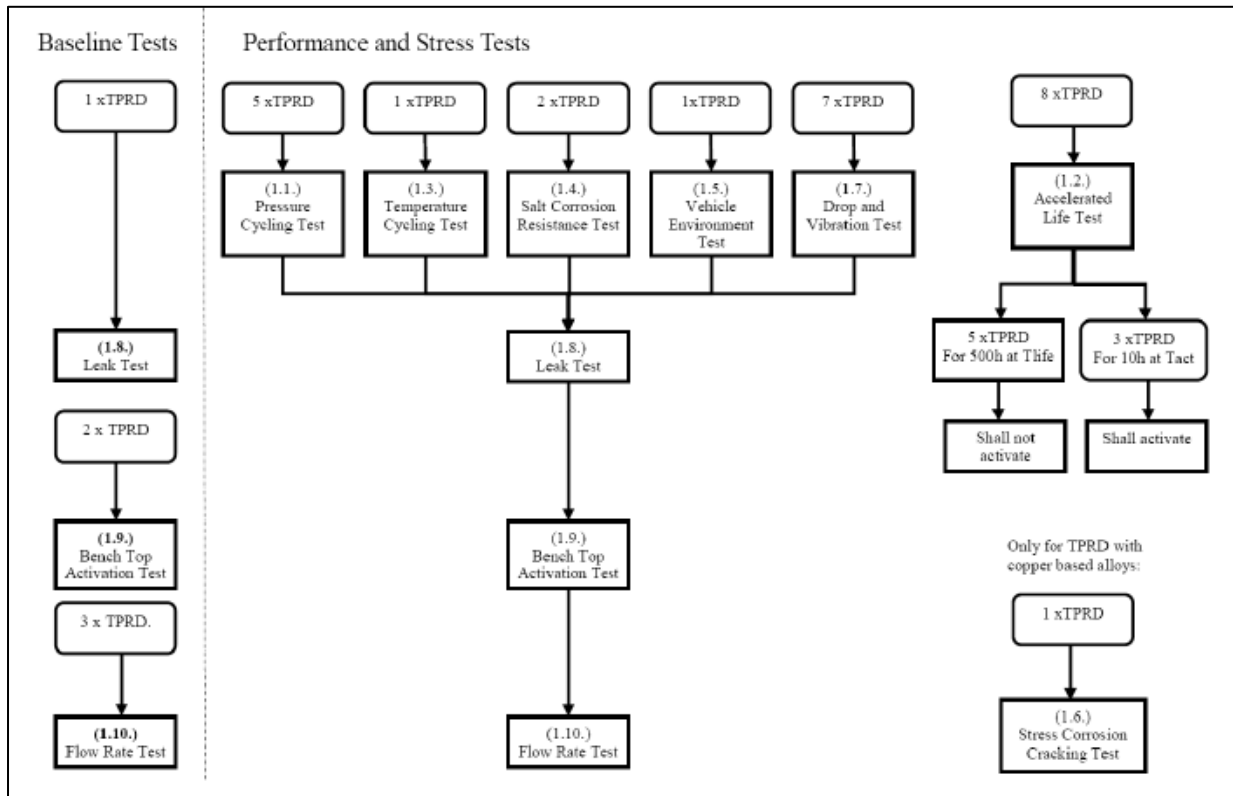 Baseline Tests
Performance and Stress Tests
1 xTPRD
5 xTPRD
1 xTPRD
2 xTPRD
1xTPRD
7 xTPRD
8 xTPRD
(1.1.)
Pressure
Cycling Test
(1.3.)
Temperature
Cycling Test
(1.4.)
Salt Corrosion
Resistance Test
(1.5.)
Vehicle
Environment
Test
(1.7.)
Drop and
Vibration Test
(1.2.)
Accelerated
Life Test
5 xTPRD
For 500h at Tlife
3 xTPRD
For 10h at Tact
Shall not
activate
Shall activate
(1.8.)
Leak Test
(1.8.)
Leak Test
2 x TPRD
(1.9.)
Bench Top
Activation Test
(1.9.)
Bench Top
Activation Test
3 x TPRD.
(1.10.)
Flow Rate Test
(1.10.)
Flow Rate Test
Only for TPRD with
copper based alloys:
1 xTPRD
(1.6.)
Stress Corrosion
Cracking Test